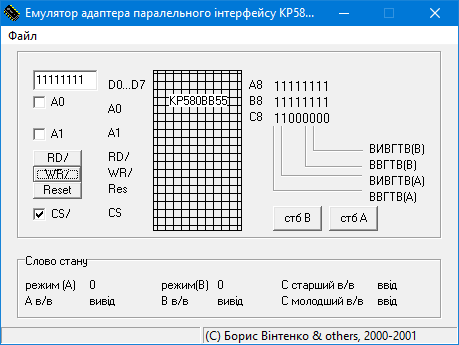 Емулятор адаптера паралельного інтерфейсу КР58...
Файл
11111111
A0
A1
RD/
WR/
Reset
CS/
D0...D7
A0
A1
RD/
WR/
Res
CS
КР580ВВ55
A8 11111111
B8 11111111
C8 11000000
ВИВГТВ(В)
ВВГТВ(В)
ВИВГТВ(А)
ВВГТВ(А)
стб В
стб А
Слово стану
режим (А) 0 режим(В) 0 С старший в/в ввід
А в/в вивід В в/в вивід С молодший в/в ввід
(C) Борис Вінтенко & others, 2000-2001